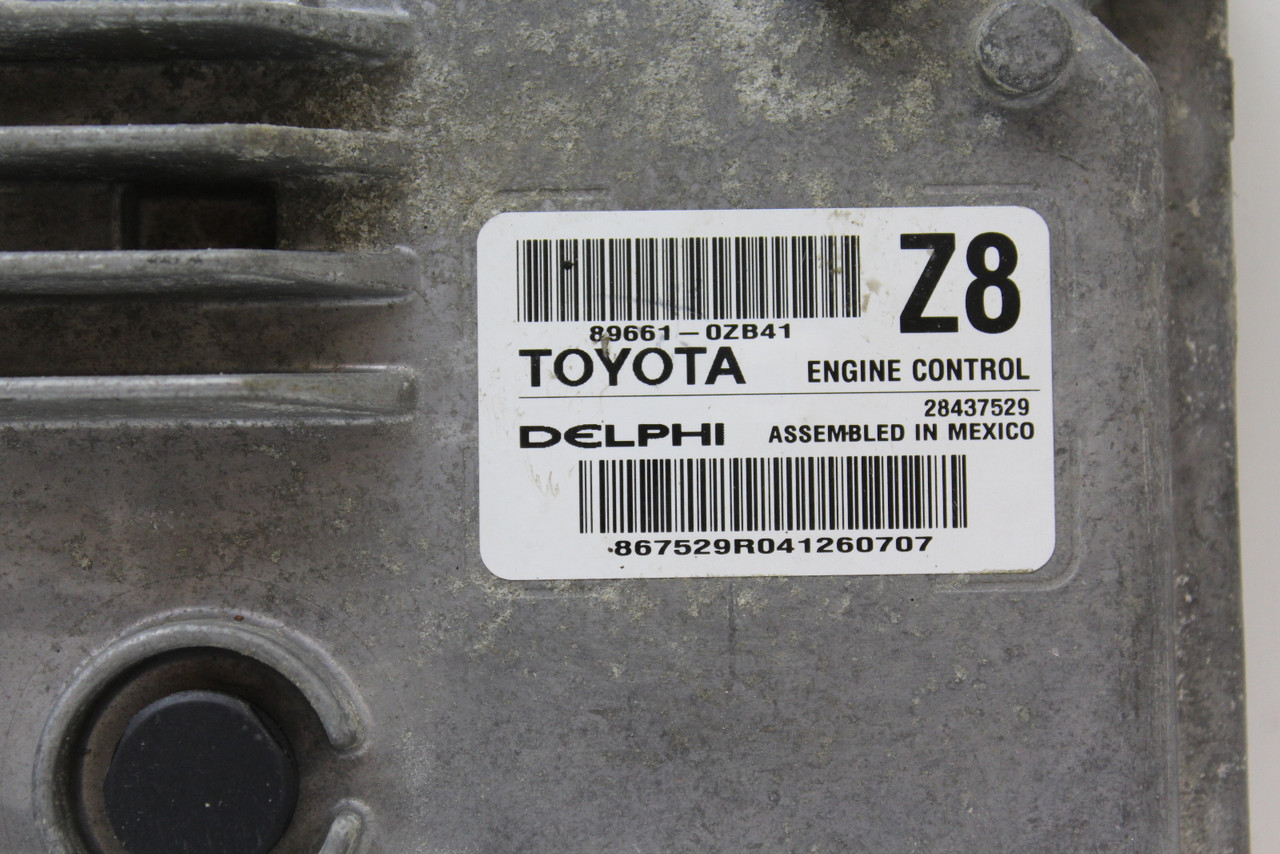 Z8
89661-0ZB41
TOYOTA ENGINE CONTROL
28437529
DELPHI ASSEMBLED IN MEXICO
867529R041260707